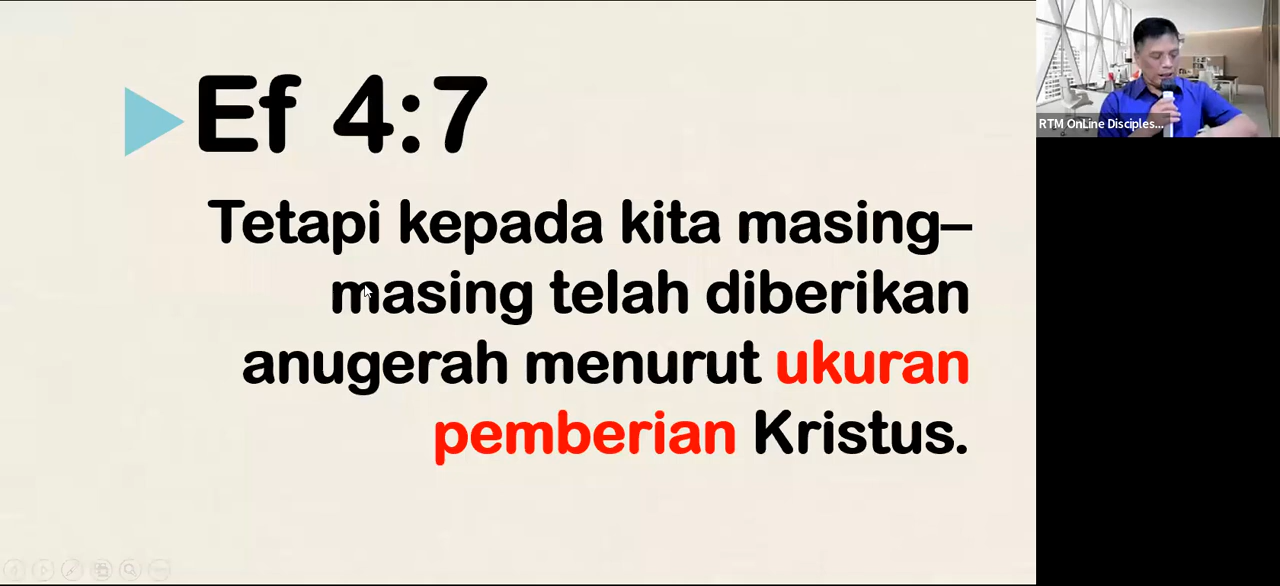 Ef 4:7
Tetapi kepada kita masing–
masing telah diberikan
anugerah menurut ukuran
pemberian Kristus.
RTM OnLine Disciples...